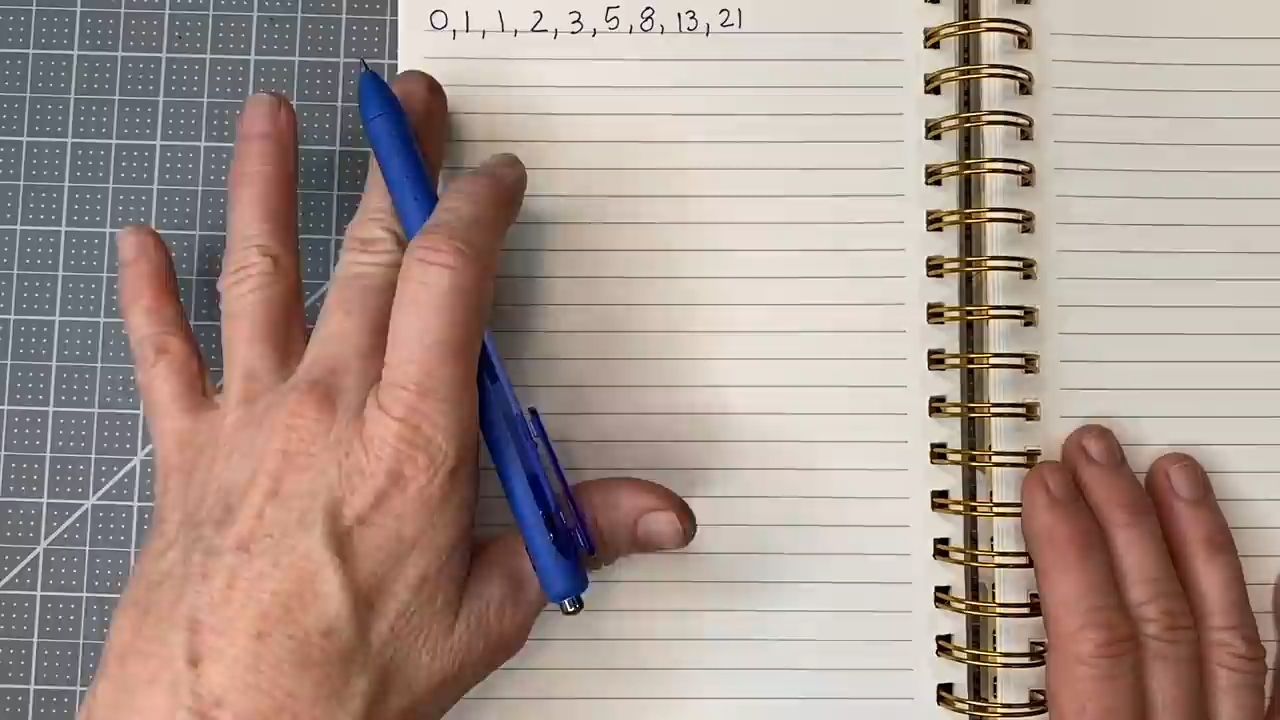 0, 1, 1, 2, 3, 5, 8, 13, 21